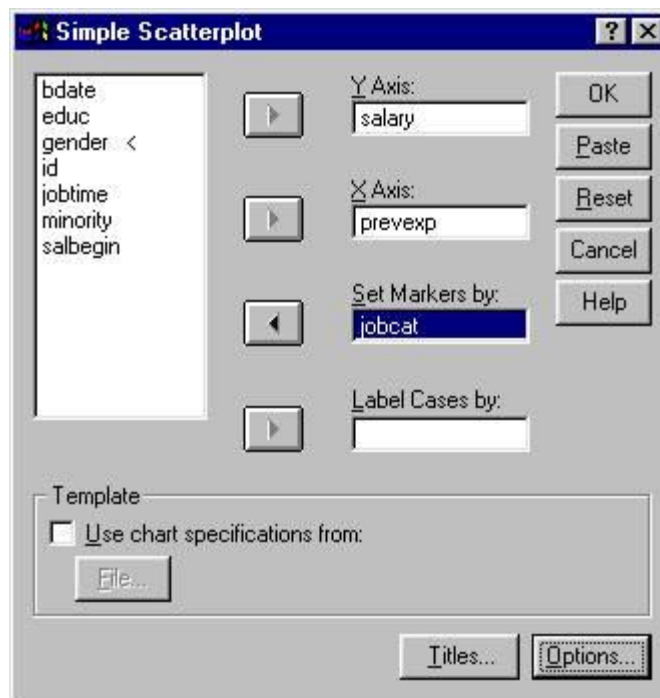 Simple Scatterplot
bdate
educ
gender <
id
jobtime
minority
salbegin
Y Axis:
salary
X Axis:
prevexp
Set Markers by:
jobcat
Label Cases by:
OK
Paste
Reset
Cancel
Help
Template
Use chart specifications from:
File...
Titles...
Options...